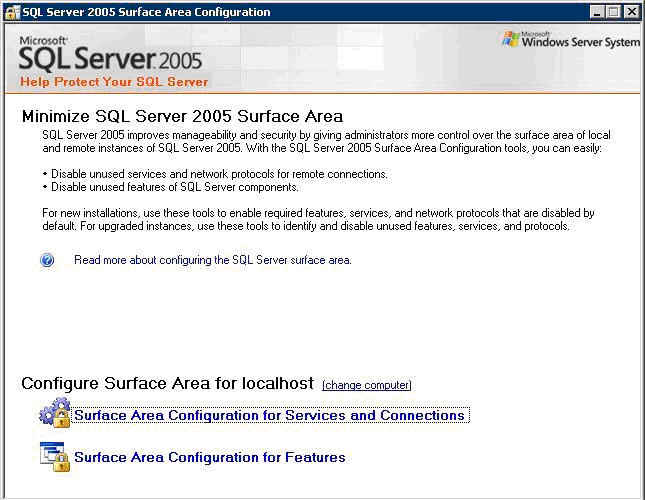 SQL Server 2005 Surface Area Configuration
Microsoft®
SQL Server 2005
Help Protect Your SQL Server
Microsoft®
Windows Server System
Minimize SQL Server 2005 Surface Area
SQL Server 2005 improves manageability and security by giving administrators more control over the surface area of local
and remote instances of SQL Server 2005. With the SQL Server 2005 Surface Area Configuration tools, you can easily:
• Disable unused services and network protocols for remote connections.
• Disable unused features of SQL Server components.
For new installations, use these tools to enable required features, services, and network protocols that are disabled by
default. For upgraded instances, use these tools to identify and disable unused features, services, and protocols.
Read more about configuring the SQL Server surface area.
Configure Surface Area for localhost (change computer)
Surface Area Configuration for Services and Connections
Surface Area Configuration for Features